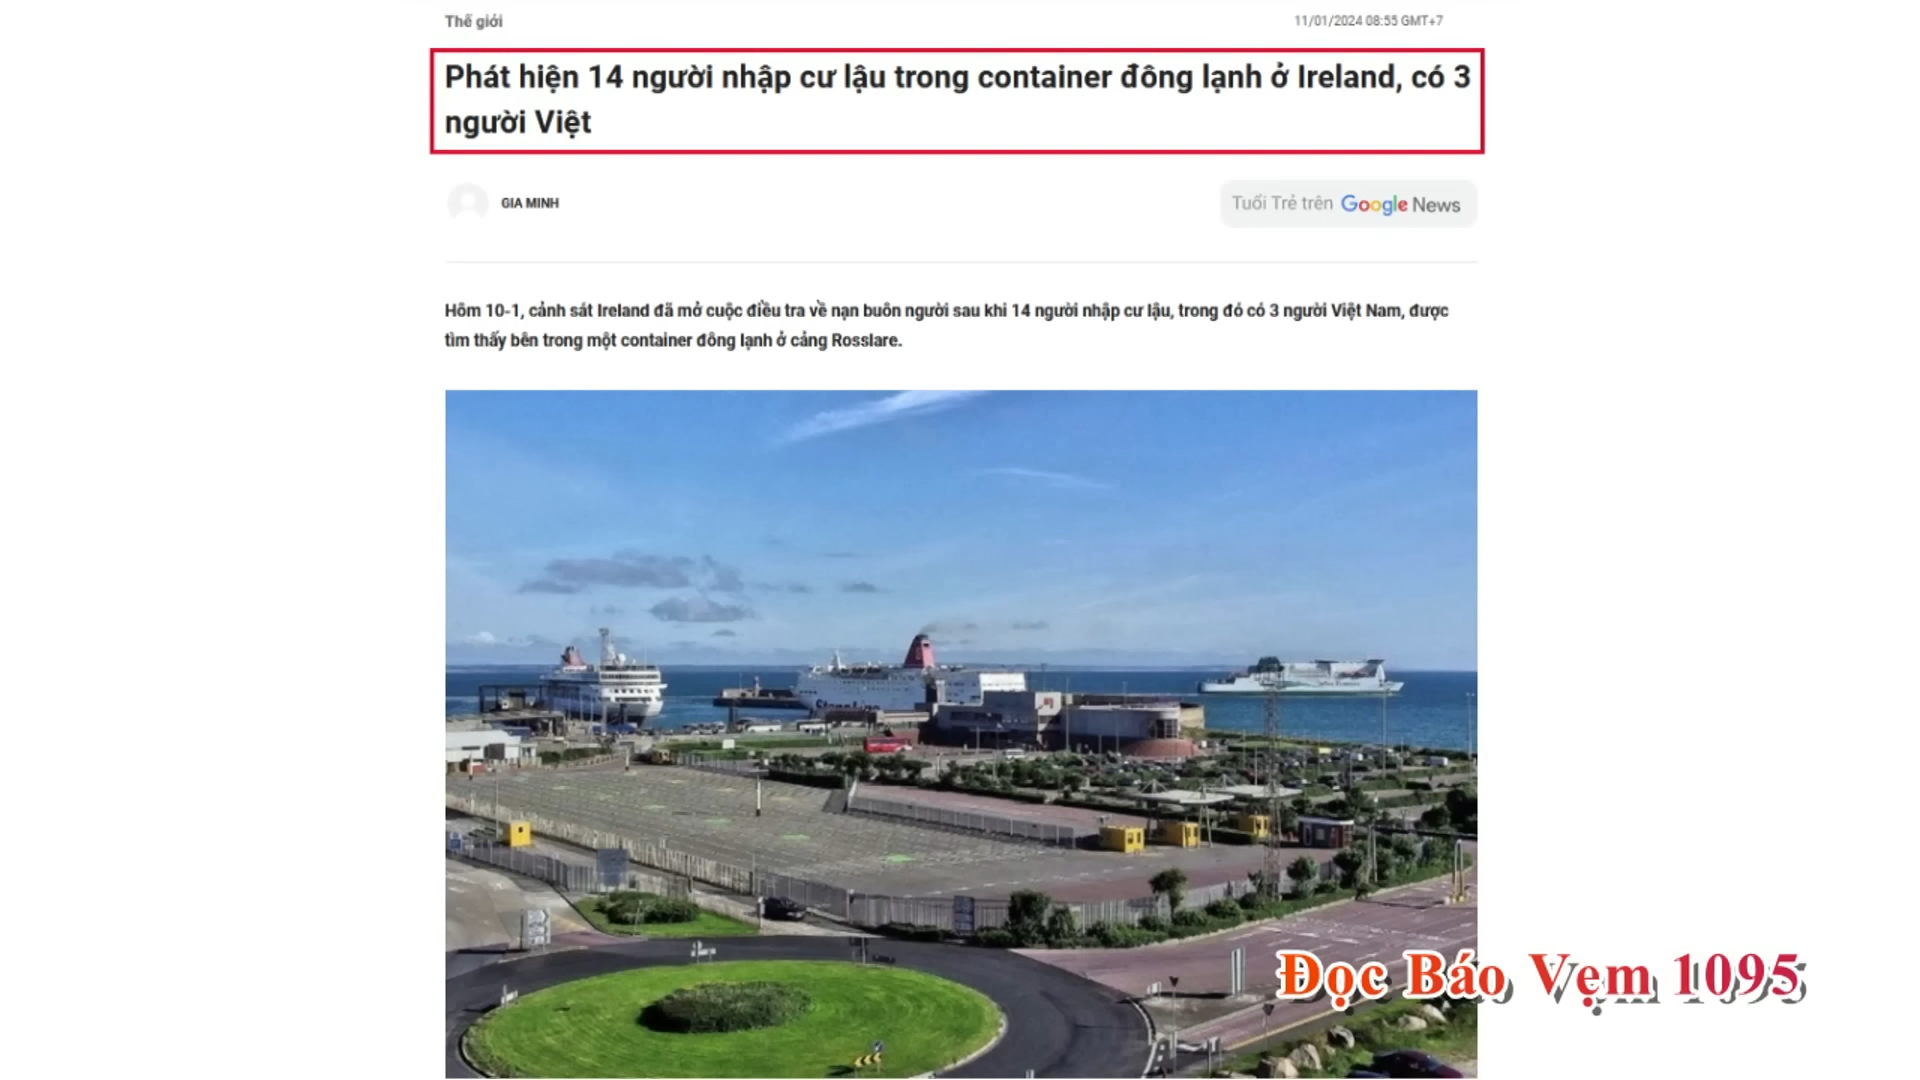 Thế giới
11/01/2024 08:55 GMT+7
Phát hiện 14 người nhập cư lậu trong container đông lạnh ở Ireland, có 3
người Việt
GIA MINH
Tuổi Trẻ trên Google News
Hôm 10-1, cảnh sát Ireland đã mở cuộc điều tra về nạn buôn người sau khi 14 người nhập cư lậu, trong đó có 3 người Việt Nam, được
tìm thấy bên trong một container đông lạnh ở cảng Rosslare.
Stena Line
Đọc Báo Vẹm 1095